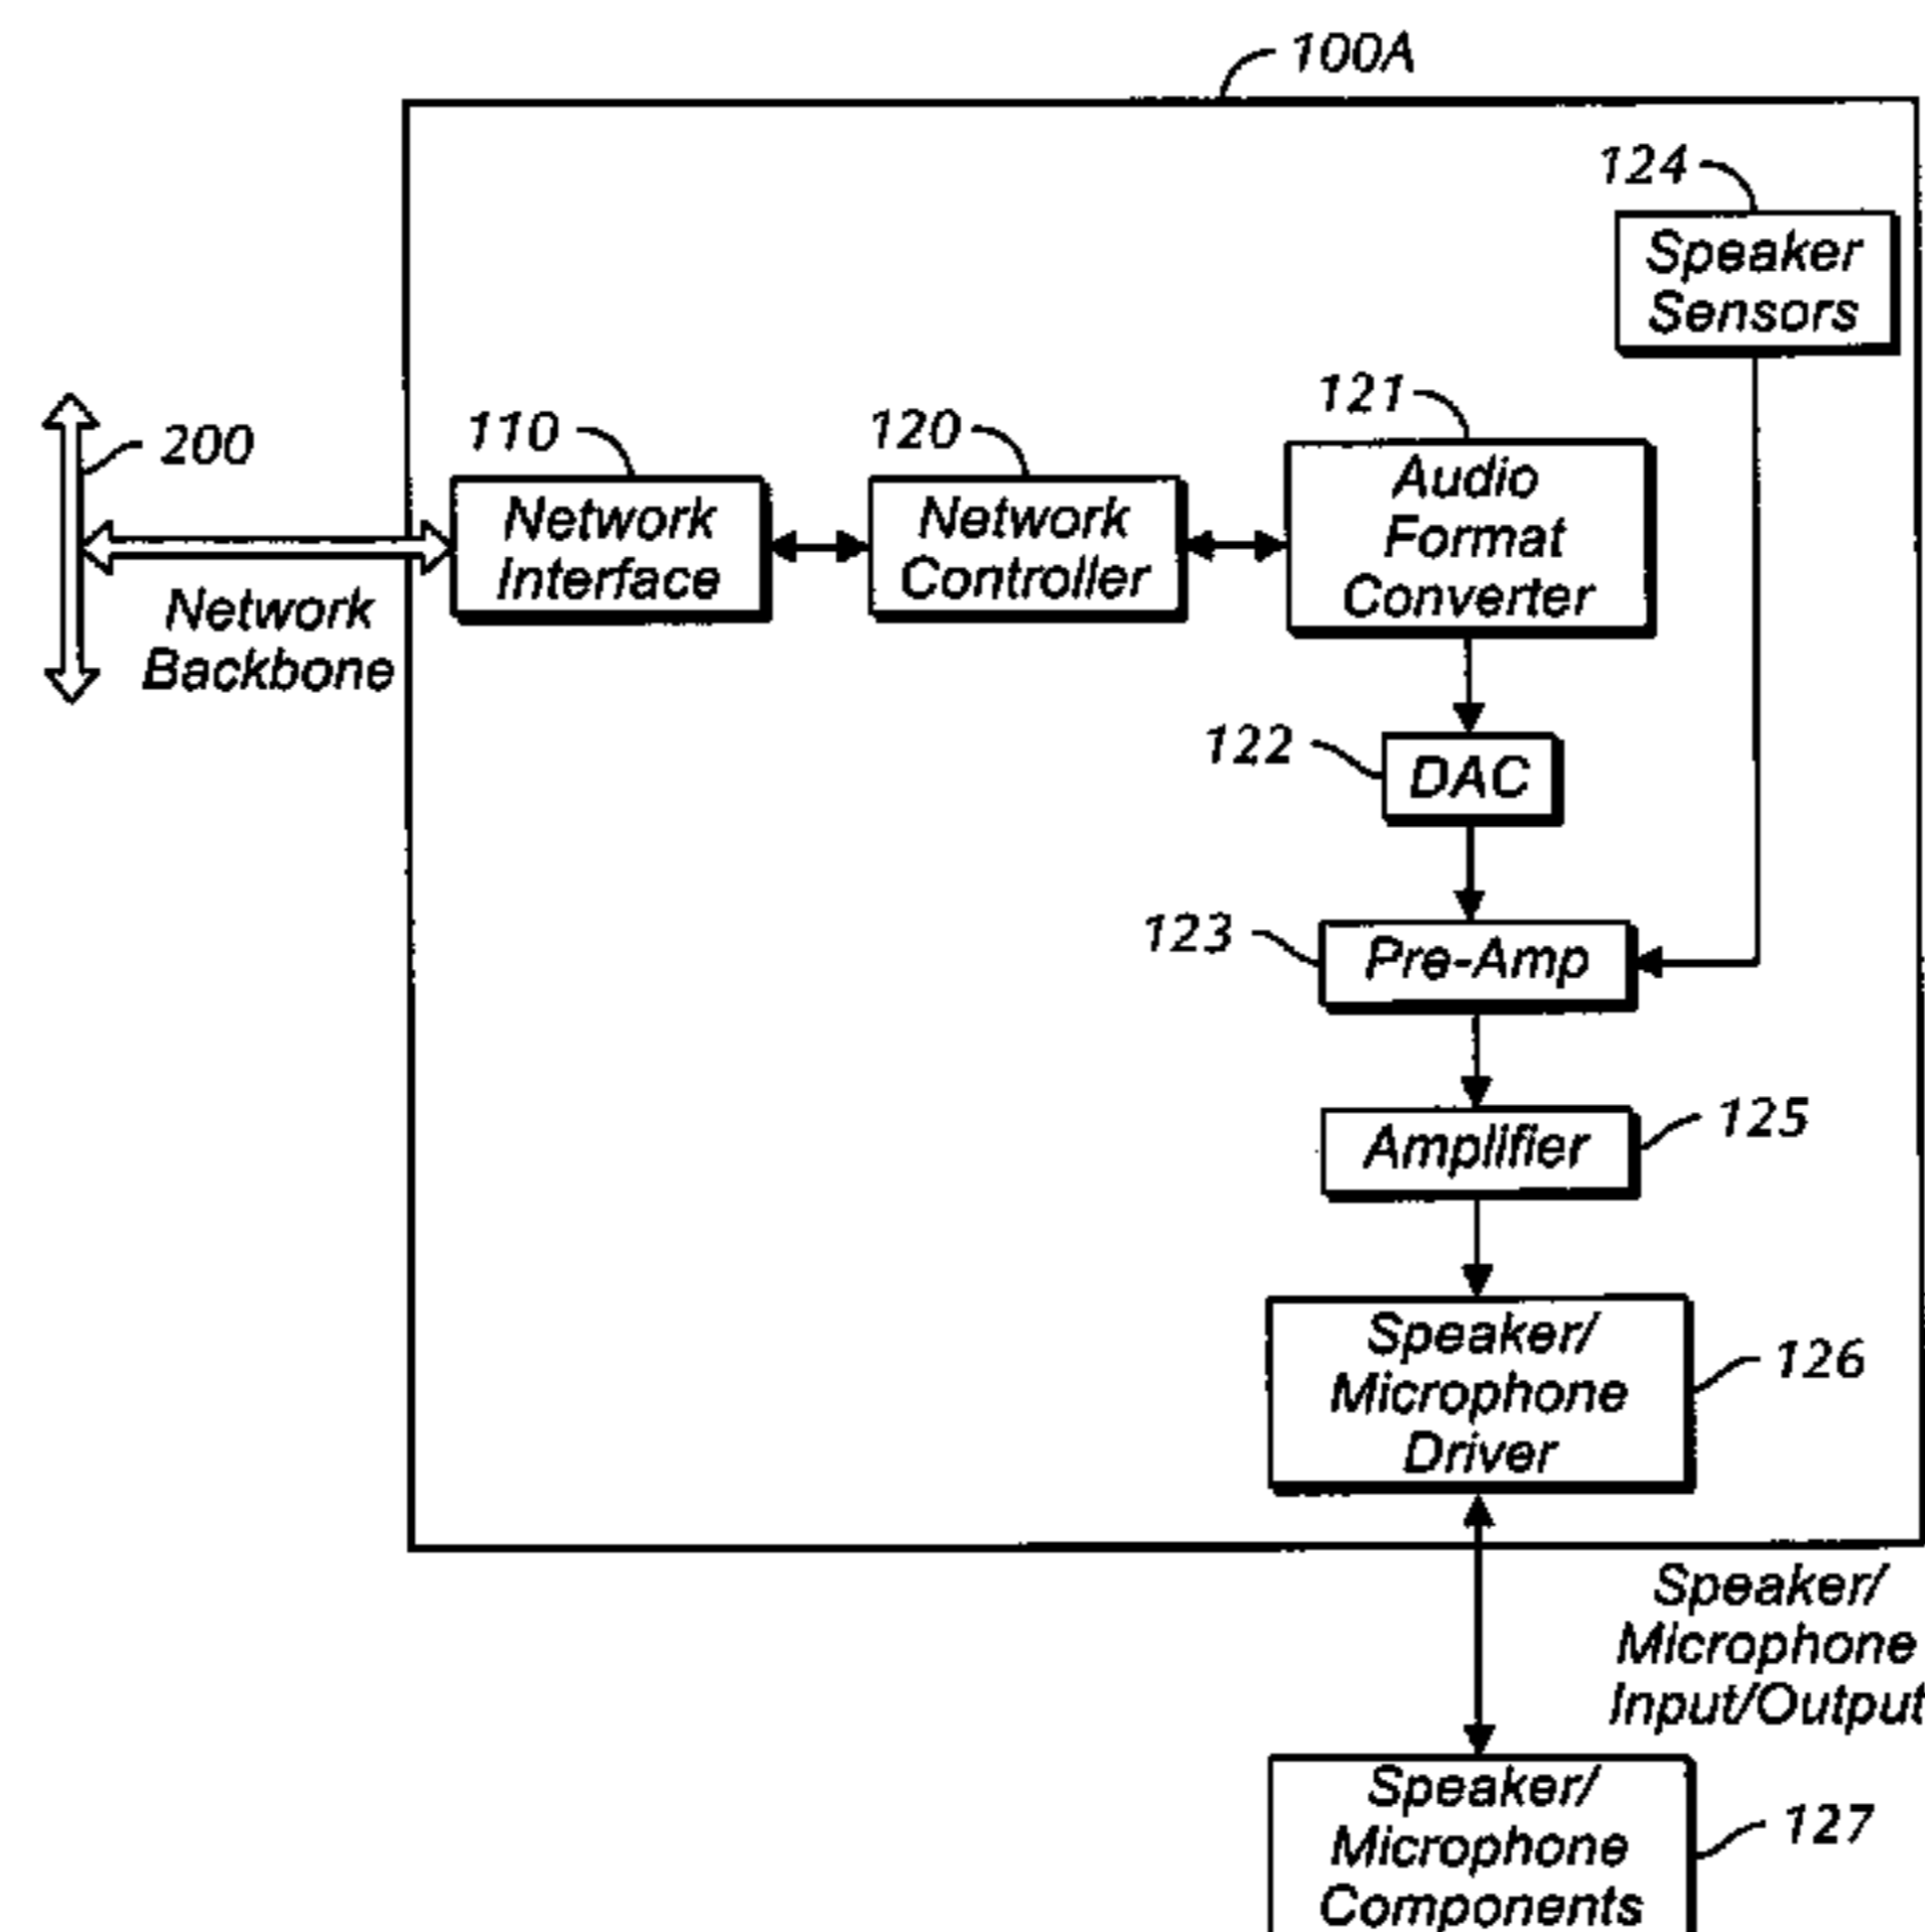 100A
124
Speaker
Sensors
121
110
120
200
Audio
Format
Converter
Network
Interface
Network
Controller
Network
Backbone
122
DAC
123
Pre-Amp
Amplifier
125
Speaker/
Microphone
Driver
126
Speaker/
Microphone
Input/Output
Speaker/
Microphone
Components
127